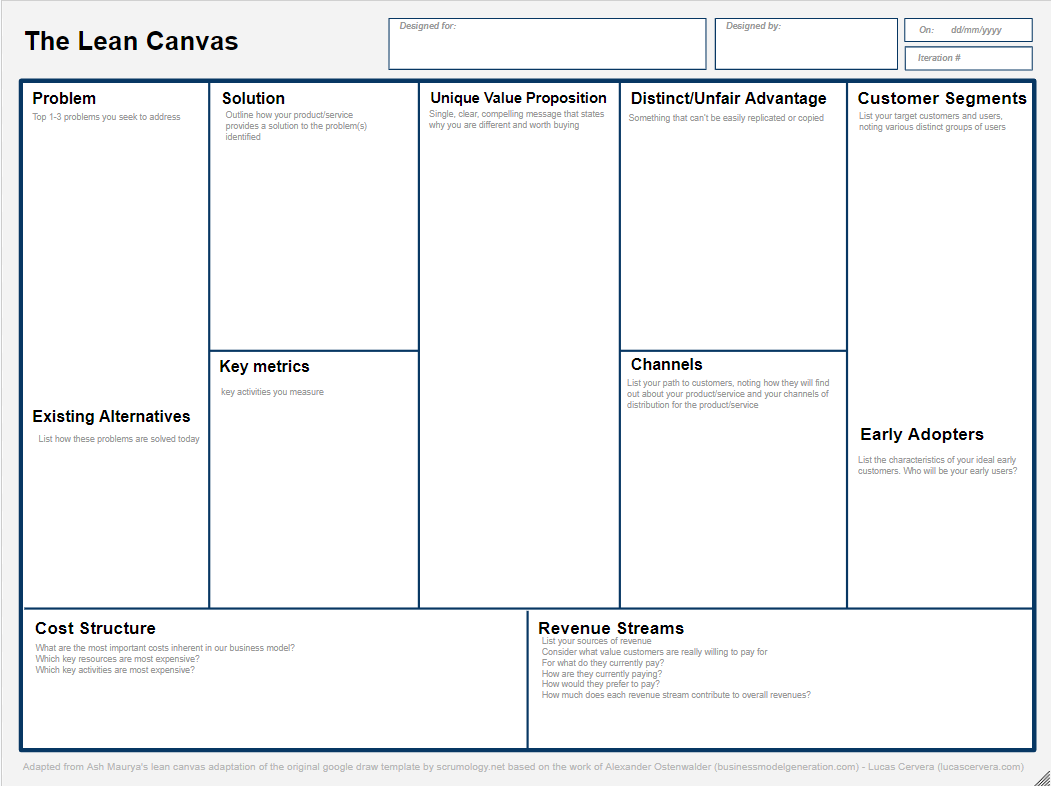 The Lean Canvas
Designed for:
Designed by:
On: dd/mm/yyyy
Iteration #
Problem
Top 1-3 problems you seek to address
Existing Alternatives
List how these problems are solved today
Solution
Outline how your product/service
provides a solution to the problem(s)
identified
Key metrics
key activities you measure
Unique Value Proposition
Single, clear, compelling message that states
why you are different and worth buying
Distinct/Unfair Advantage
Something that can't be easily replicated or copied
Channels
List your path to customers, noting how they will find
out about your product/service and your channels of
distribution for the product/service
Customer Segments
List your target customers and users,
noting various distinct groups of users
Early Adopters
List the characteristics of your ideal early
customers. Who will be your early users?
Cost Structure
What are the most important costs inherent in our business model?
Which key resources are most expensive?
Which key activities are most expensive?
Revenue Streams
List your sources of revenue
Consider what value customers are really willing to pay for
For what do they currently pay?
How are they currently paying?
How would they prefer to pay?
How much does each revenue stream contribute to overall revenues?
Adapted from Ash Maurya's lean canvas adaptation of the original google draw template by scrumology.net based on the work of Alexander Ostenwalder (businessmodelgeneration.com) - Lucas Cervera (lucascervera.com)